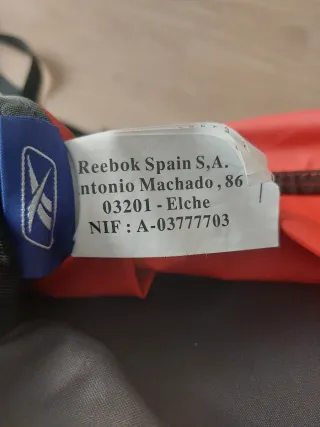 Reebok Spain S,A.
ntonio Machado , 86
03201 - Elche
NIF : A-03777703